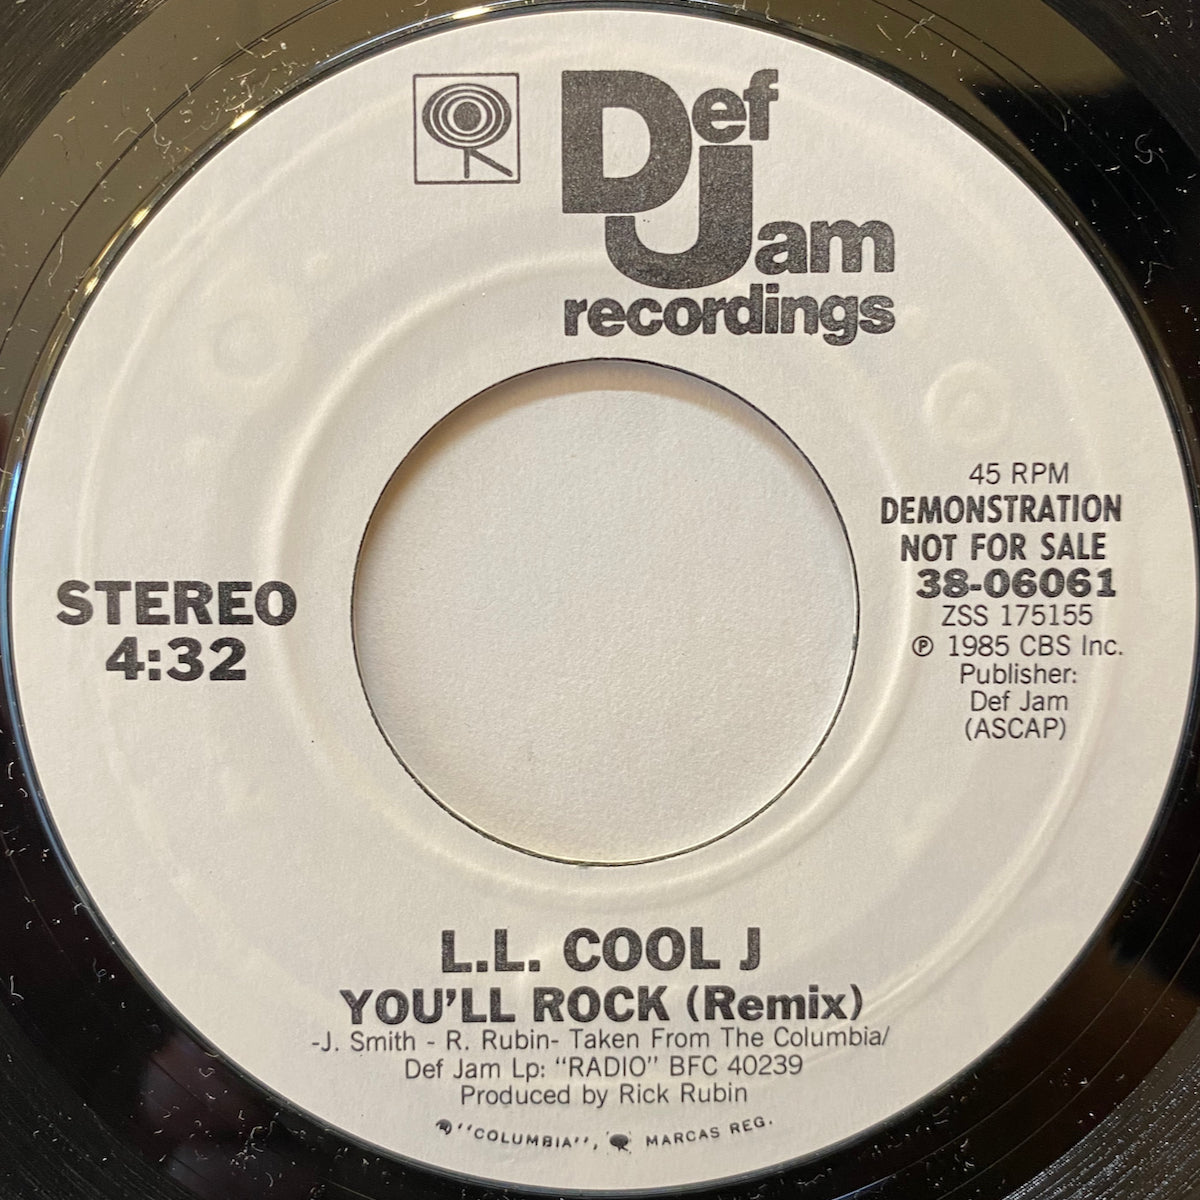 Def Jam
recordings
45 RPM
DEMONSTRATION
NOT FOR SALE
38-06061
ZSS 175155
℗ 1985 CBS Inc.
Publisher:
Def Jam
(ASCAP)
STEREO
4:32
L.L. COOL J
YOU'LL ROCK (Remix)
-J. Smith - R. Rubin- Taken From The Columbia/
Def Jam Lp: "RADIO" BFC 40239
Produced by Rick Rubin
"COLUMBIA", MARCAS REG.